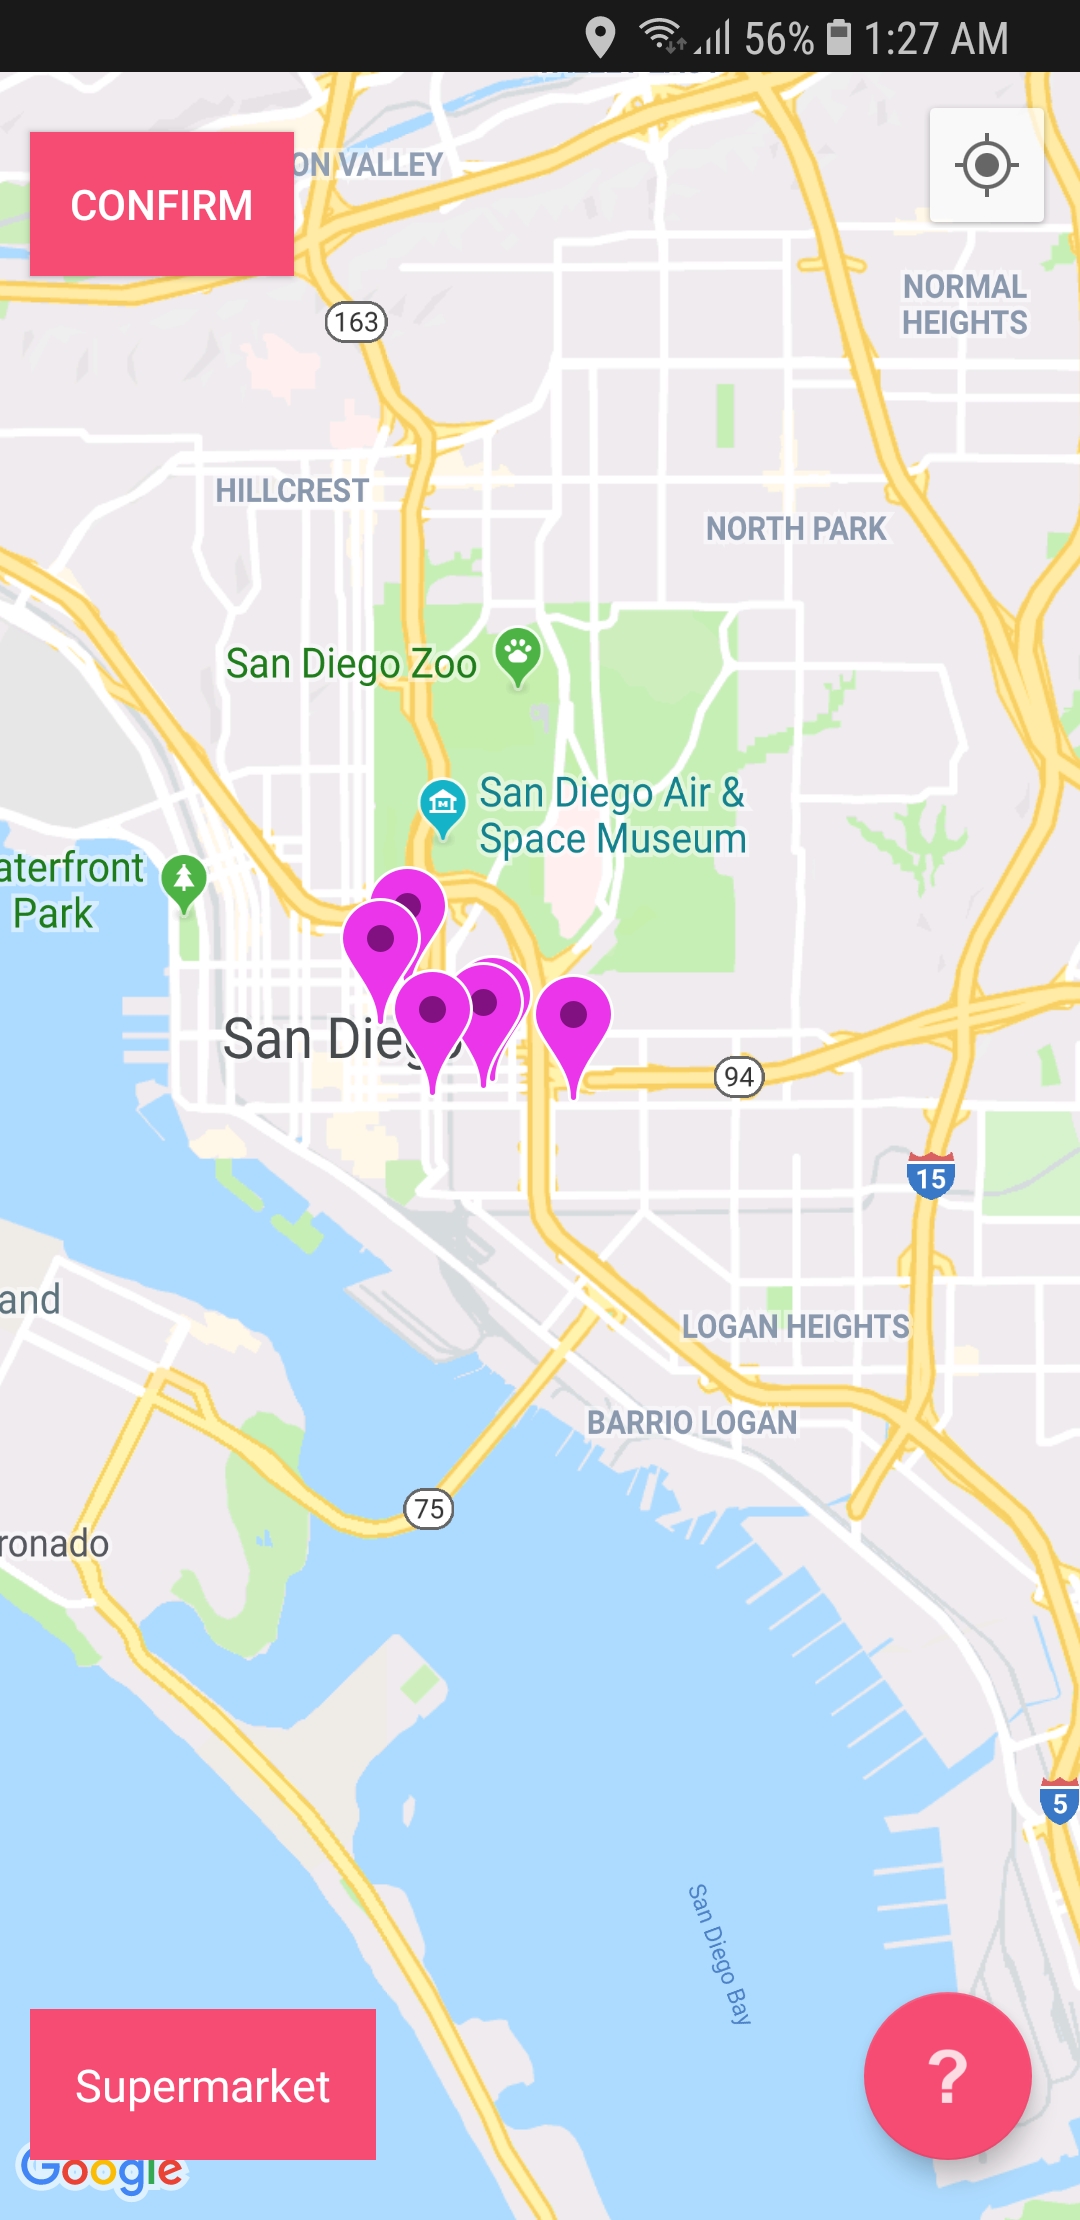 56% 1:27 AM
CONFIRM
ON VALLEY
NORMAL
HEIGHTS
163
HILLCREST
NORTH PARK
San Diego Zoo
San Diego Air &
Space Museum
aterfront
Park
San Diego
94
15
and
LOGAN HEIGHTS
BARRIO LOGAN
75
ronado
5
San Diego Bay
Supermarket
?
Google